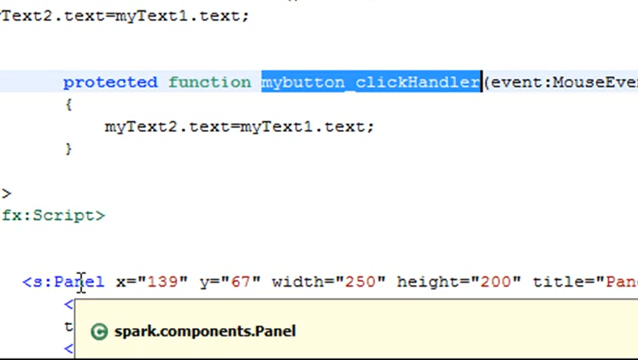 yText2.text=myText1.text;
protected function mybutton_clickHandler(event:MouseEve
{
myText2.text=myText1.text;
}
>
fx:Script>
<s:Panel x="139" y="67" width="250" height="200" title="Pan
<
t
<
spark.components.Panel